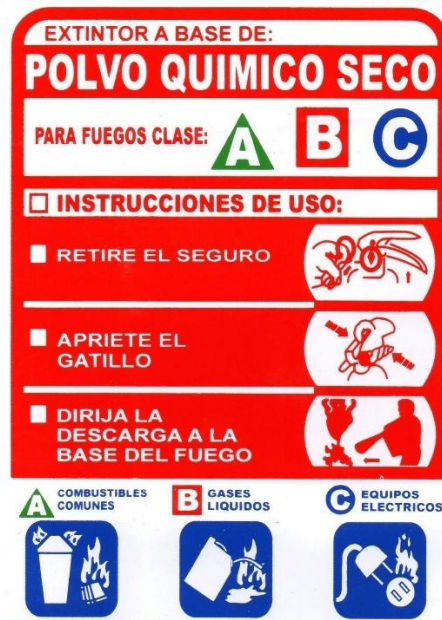 EXTINTOR A BASE DE:
POLVO QUIMICO SECO
PARA FUEGOS CLASE: A B C
INSTRUCCIONES DE USO:
RETIRE EL SEGURO
APRIETE EL
GATILLO
DIRIJA LA
DESCARGA A LA
BASE DEL FUEGO
A COMBUSTIBLES
COMUNES
B GASES
LIQUIDOS
C EQUIPOS
ELECTRICOS